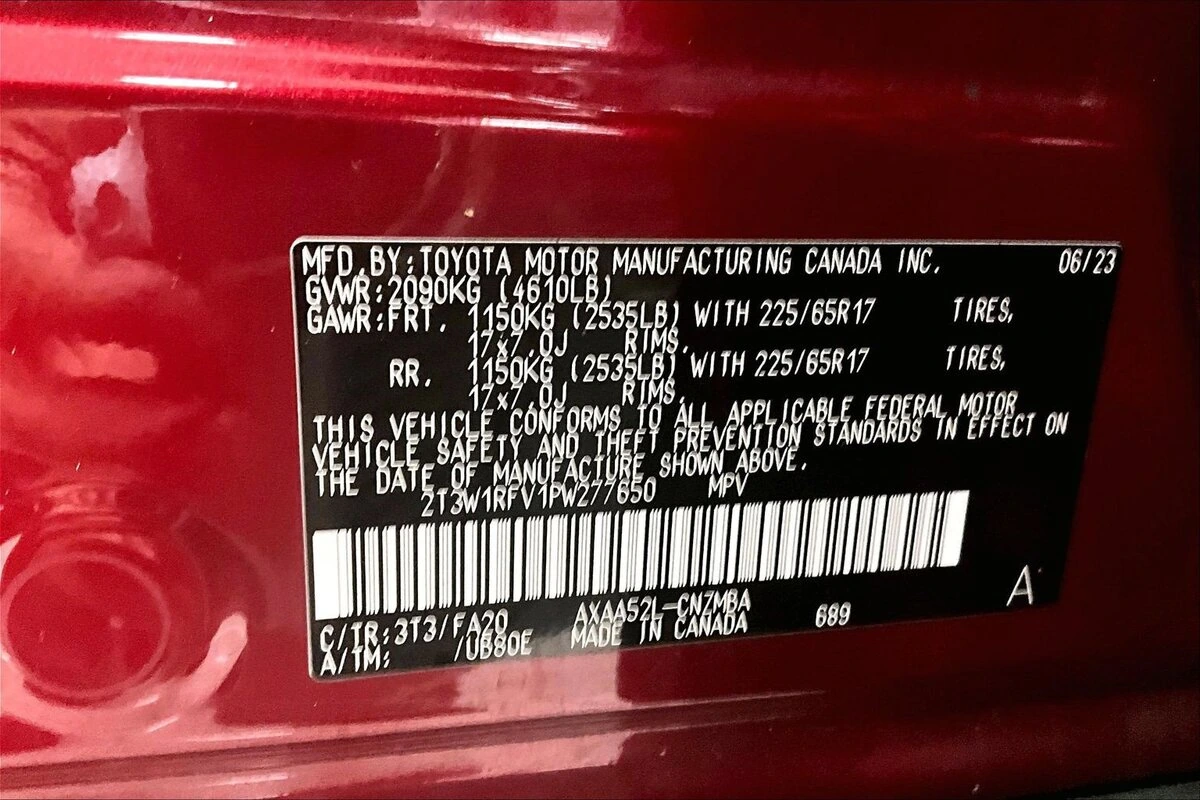 MFD.BY:TOYOTA MOTOR MANUFACTURING CANADA INC. 06/23
GVWR:2090KG (4610LB)
GAWR:FRT. 1150KG (2535LB) WITH 225/65R17 TIRES,
17x7.0J RIMS,
RR. 1150KG (2535LB) WITH 225/65R17 TIRES,
17x7.0J RIMS.
THIS VEHICLE CONFORMS TO ALL APPLICABLE FEDERAL MOTOR
VEHICLE SAFETY AND THEFT PREVENTION STANDARDS IN EFFECT ON
THE DATE OF MANUFACTURE SHOWN ABOVE.
2T3W1RFV1PW277650 MPV
A
C/TR:3T3/FA20 AXAA52L-CNZMBA 689
A/TM: /UB80E MADE IN CANADA